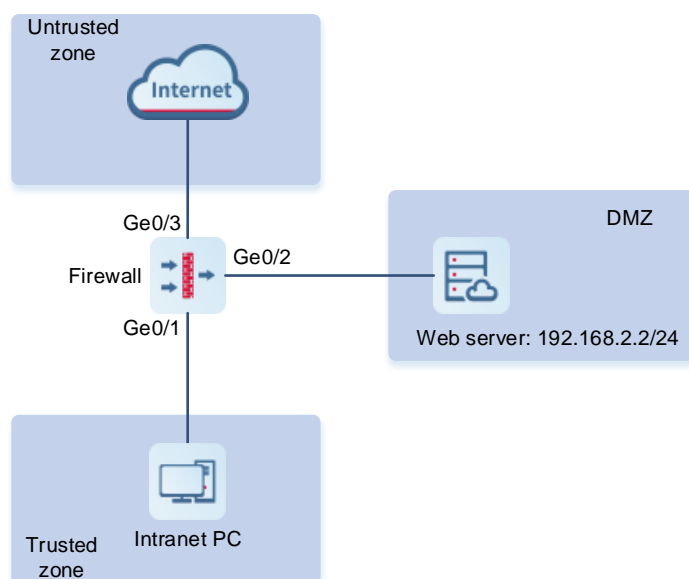 Untrusted
zone
Internet
Ge0/3
Ge0/2
Firewall
Ge0/1
DMZ
Web server: 192.168.2.2/24
Intranet PC
Trusted
zone